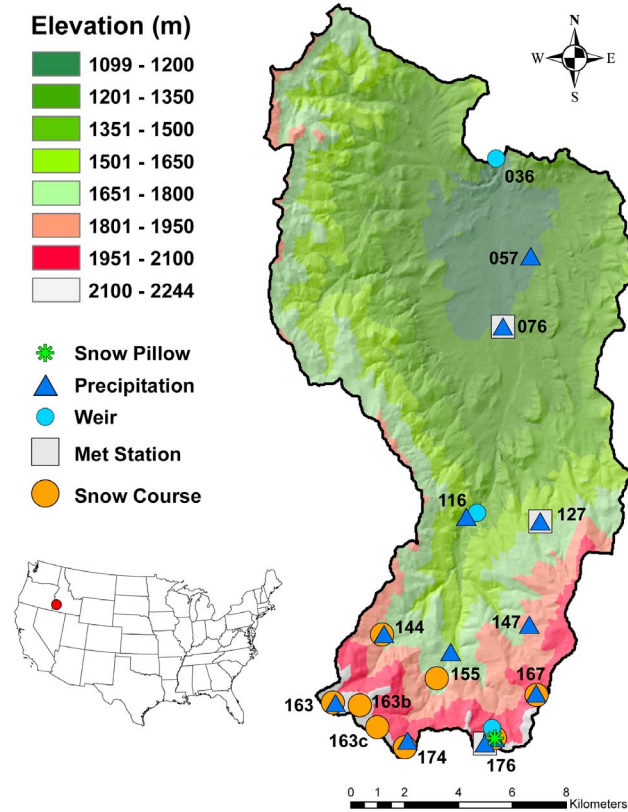 Elevation (m)
1099 - 1200
1201 - 1350
1351 - 1500
1501 - 1650
1651 - 1800
1801 - 1950
1951 - 2100
2100 - 2244
Snow Pillow
Precipitation
Weir
Met Station
Snow Course
N
W E
S
036
057
076
116
127
144
147
155
167
163
163b
163c
174
176
0 1 2 4 6 8
Kilometers